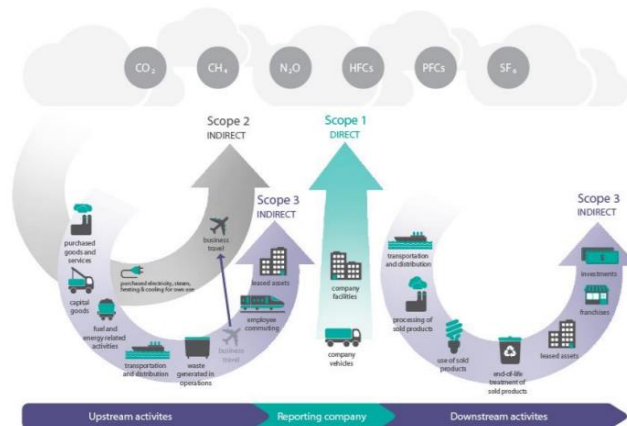 CO₂
CH₄
N₂O
HFCs
PFCs
SF₆
Scope 2
INDIRECT
Scope 1
DIRECT
Scope 3
INDIRECT
Scope 3
INDIRECT
purchased
goods and
services
capital
goods
fuel and
energy related
activities
transportation
and distribution
waste
generated in
operations
business
travel
purchased electricity, steam,
heating & cooling for own use
business
travel
employee
commuting
leased assets
company
facilities
company
vehicles
transportation
and distribution
processing of
sold products
use of sold
products
end-of-life
treatment of
sold products
leased assets
franchises
investments
Upstream activites
Reporting company
Downstream activites